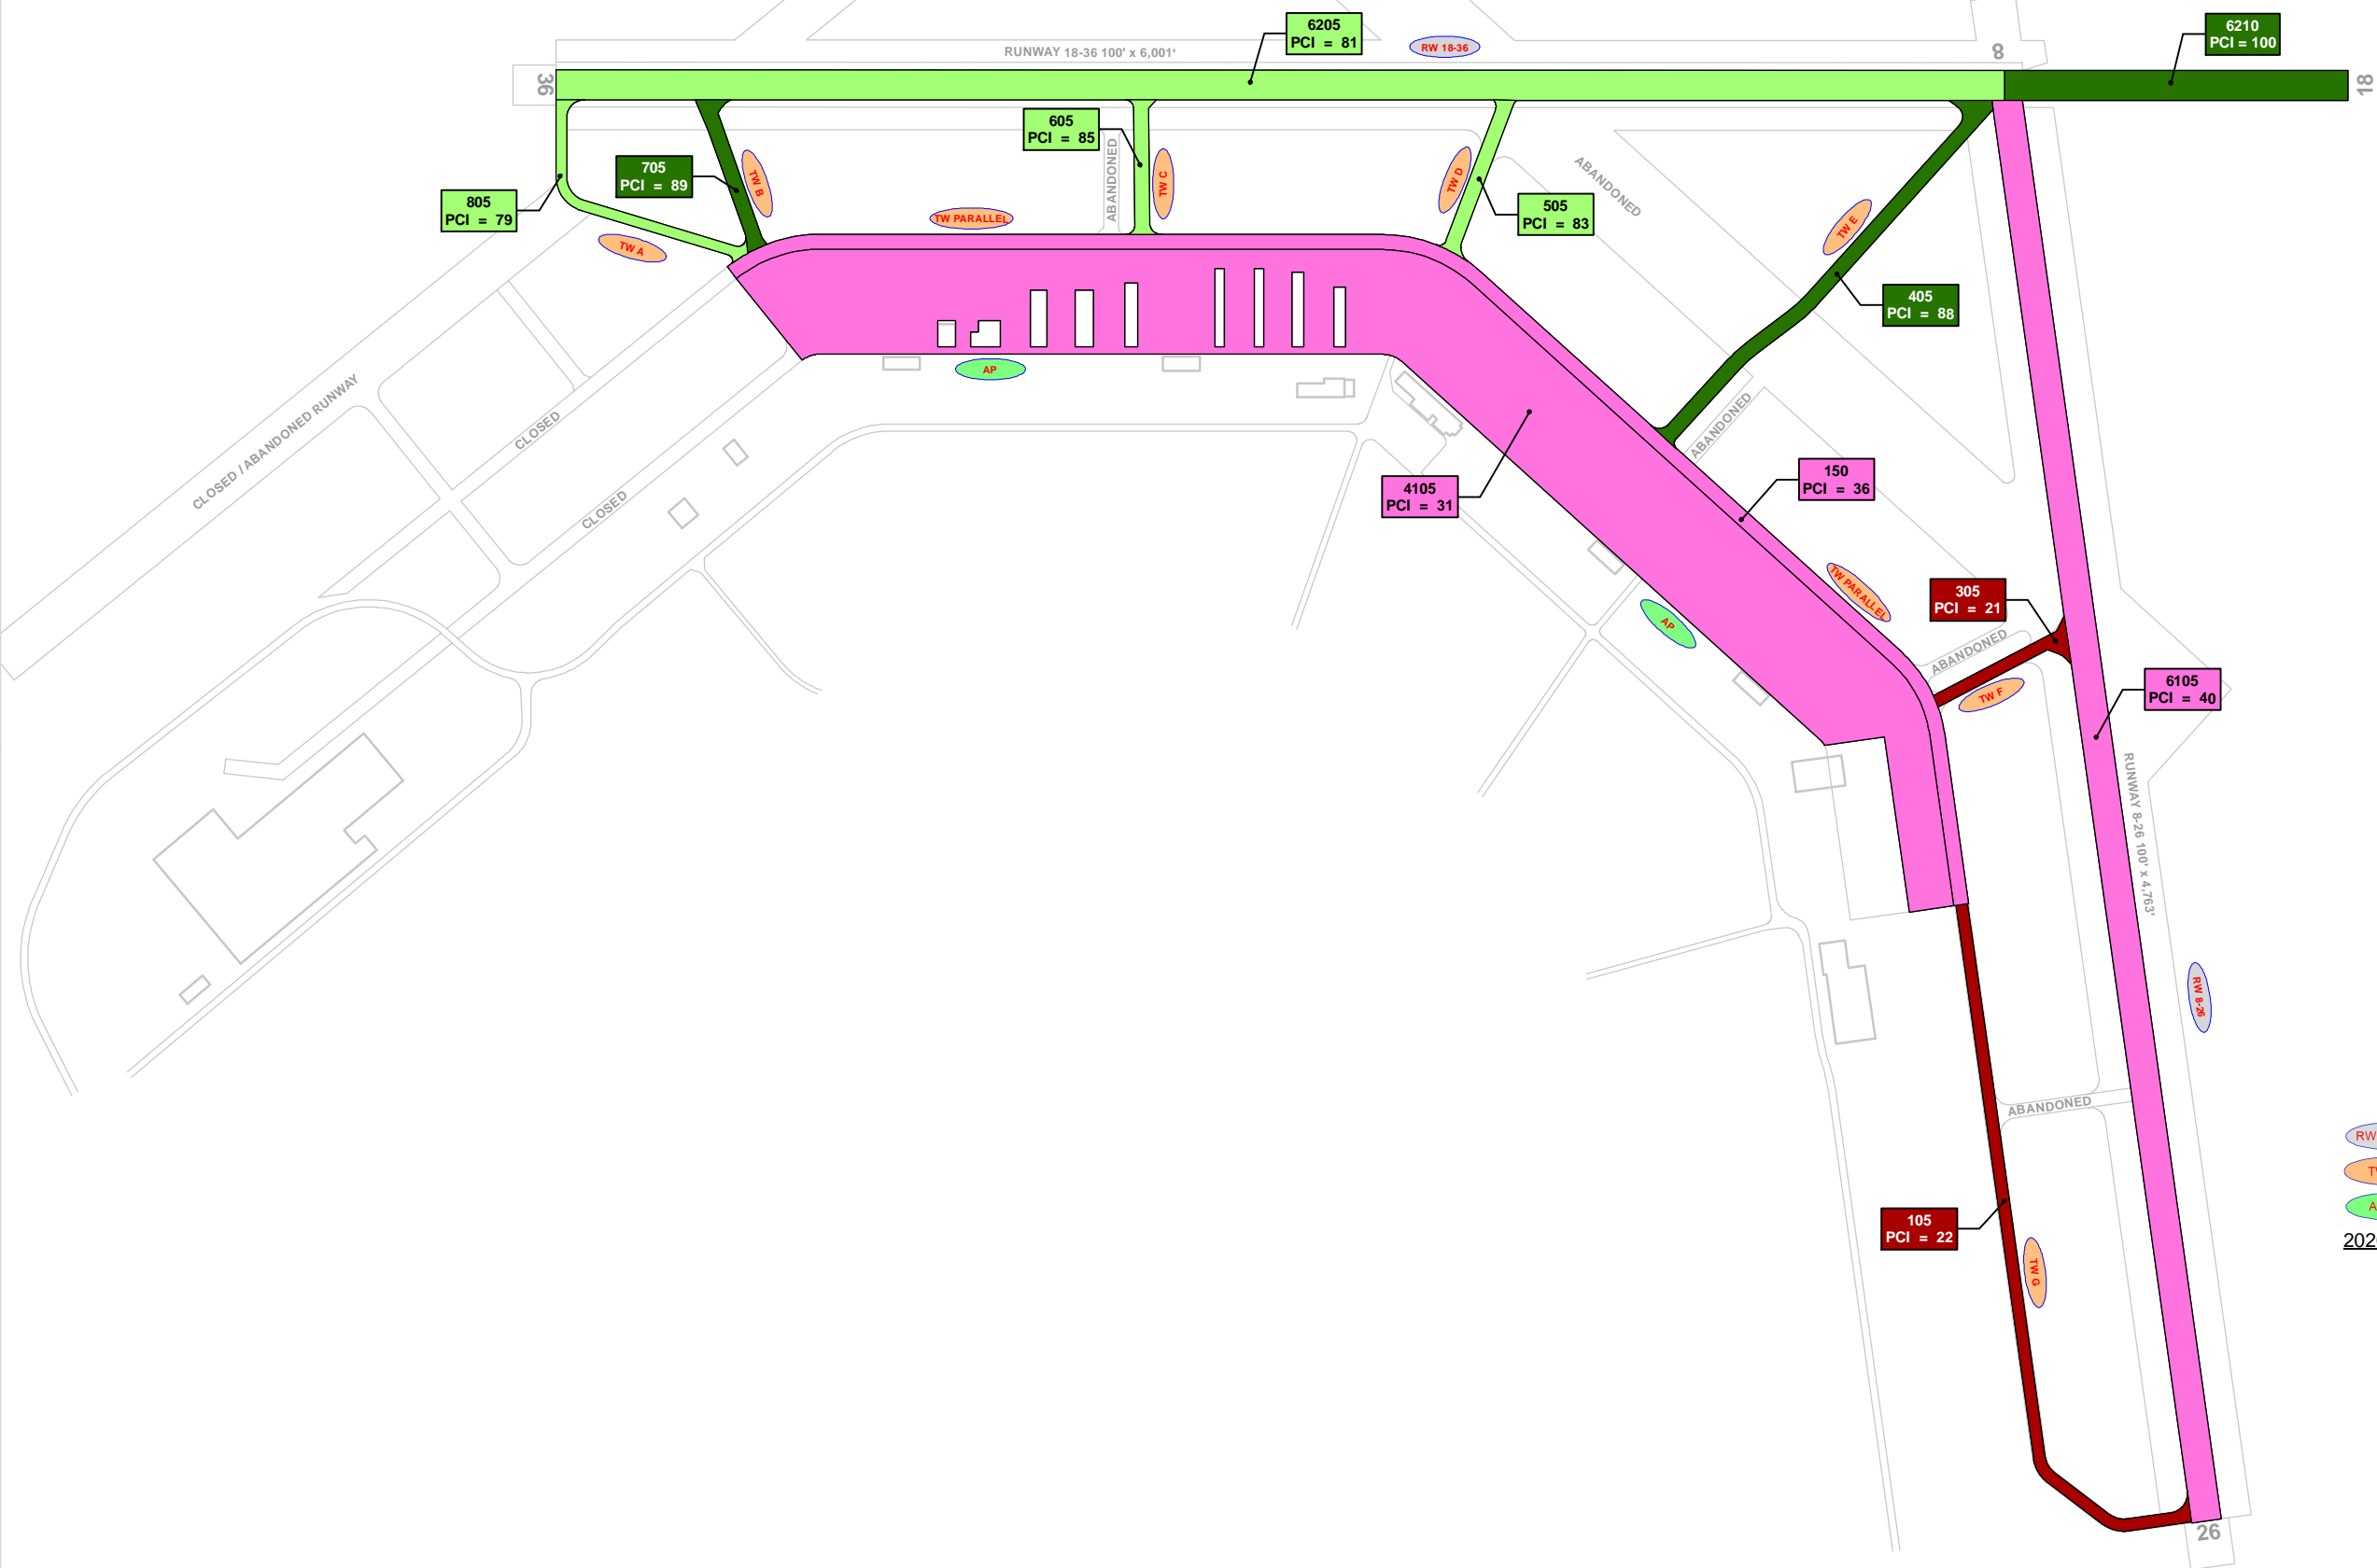 6205
PCI = 81
6210
PCI = 100
RUNWAY 18-36 100' x 6,001'
RW 18-36
8
36
18
605
PCI = 85
705
PCI = 89
805
PCI = 79
505
PCI = 83
TW B
TW C
TW D
TW E
ABANDONED
ABANDONED
TW PARALLEL
TW A
405
PCI = 88
AP
CLOSED / ABANDONED RUNWAY
CLOSED
CLOSED
ABANDONED
4105
PCI = 31
150
PCI = 36
TW PARALLEL
AP
305
PCI = 21
ABANDONED
TW F
6105
PCI = 40
RUNWAY 8-26 100' x 4,763'
RW 8-26
ABANDONED
105
PCI = 22
TW G
26
RW